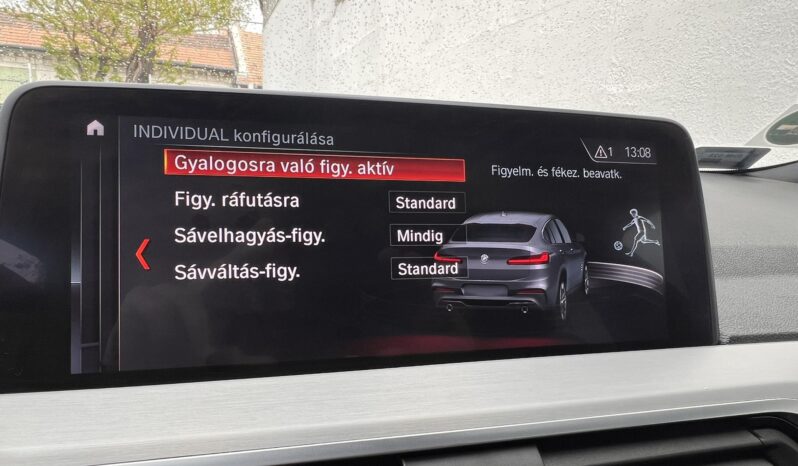 INDIVIDUAL konfigurálása
1 13:08
Gyalogosra való figy. aktív
Figyelm. és fékez. beavatk.
Figy. ráfutásra Standard
Sávelhagyás-figy. Mindig
Sávváltás-figy. Standard